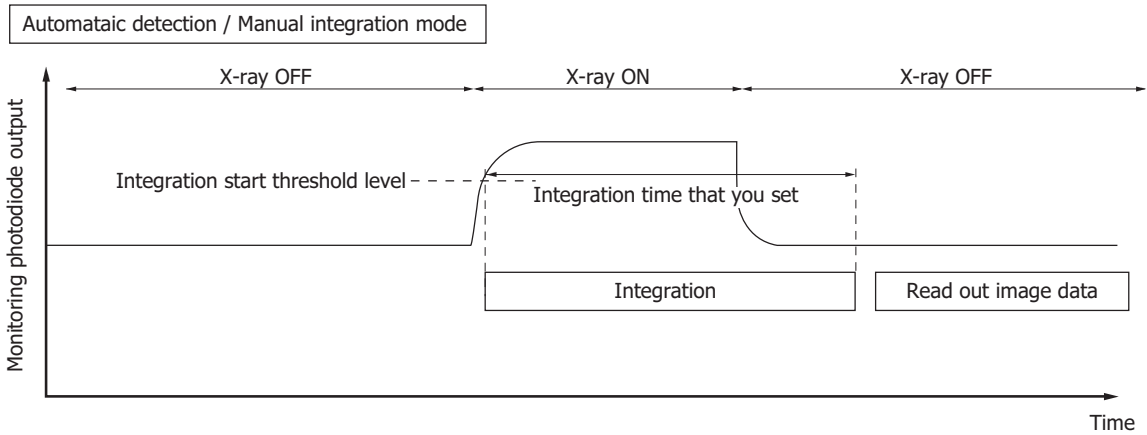 Automataic detection / Manual integration mode
X-ray OFF
X-ray ON
X-ray OFF
Monitoring photodiode output
Integration start threshold level
Integration time that you set
Integration
Read out image data
Time